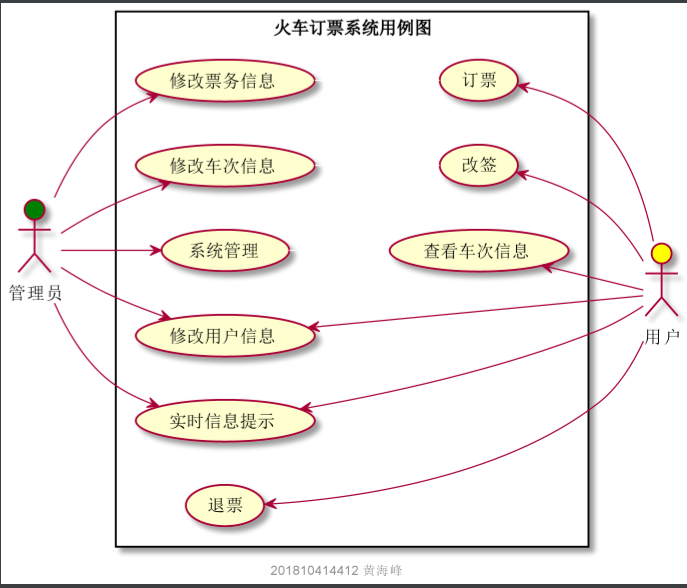 火车订票系统用例图
修改票务信息
订票
修改车次信息
改签
系统管理
查看车次信息
管理员
修改用户信息
用户
实时信息提示
退票
201810414412 黄海峰